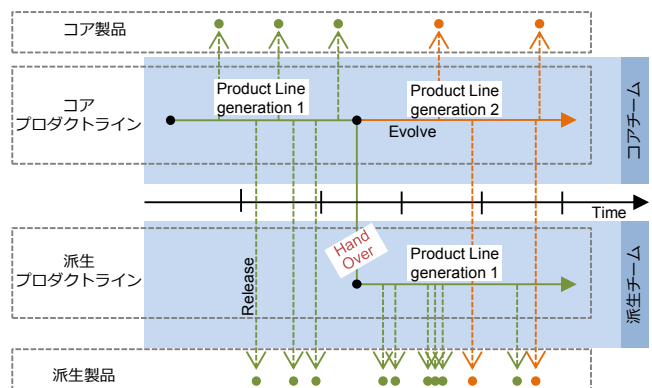 コア製品
コア
プロダクトライン
Product Line
generation 1
Product Line
generation 2
Evolve
コアチーム
Time
Hand
Over
派生
プロダクトライン
Release
Product Line
generation 1
派生チーム
派生製品